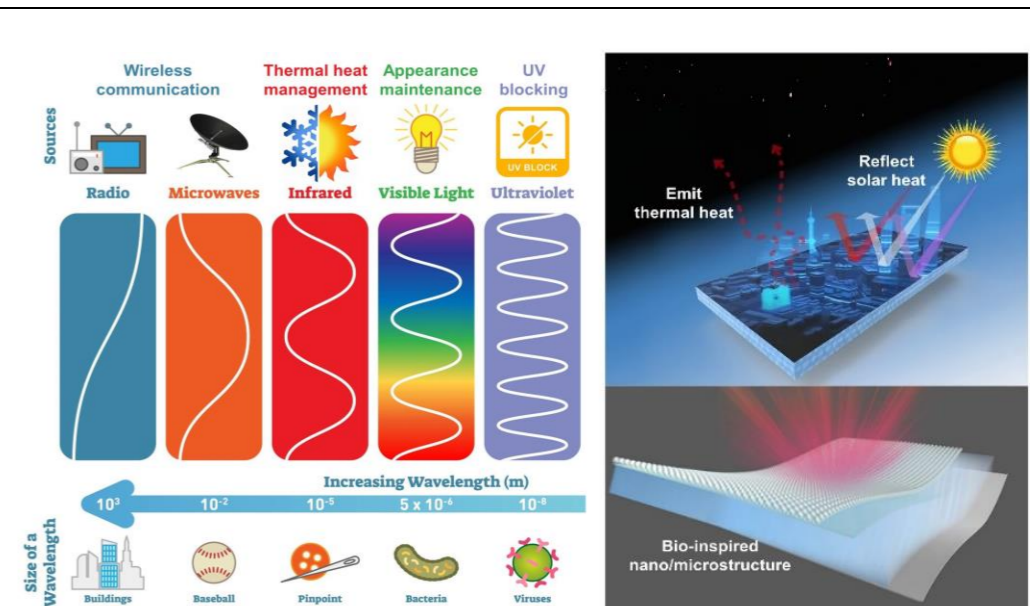 Wireless
communication
Thermal heat
management
Appearance
maintenance
UV
blocking
Sources
UV BLOCK
Radio
Microwaves
Infrared
Visible Light
Ultraviolet
Increasing Wavelength (m)
10³
10⁻²
10⁻⁵
5 x 10⁻⁶
10⁻⁸
Size of a
Wavelength
Buildings
Baseball
Pinpoint
Bacteria
Viruses
Emit
thermal heat
Reflect
solar heat
Bio-inspired
nano/microstructure